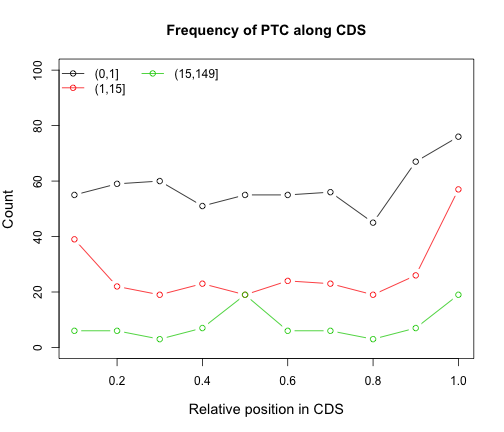 Frequency of PTC along CDS
(0,1] (15,149]
(1,15]
100
80
60
40
20
0
Count
0.2 0.4 0.6 0.8 1.0
Relative position in CDS